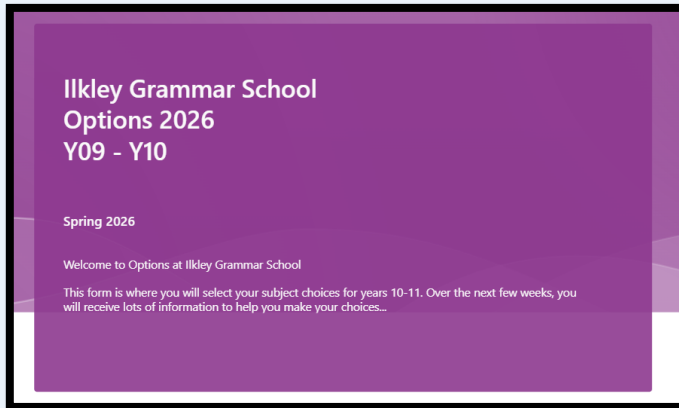 Ilkley Grammar School
Options 2026
Y09 - Y10
Spring 2026
Welcome to Options at Ilkley Grammar School
This form is where you will select your subject choices for years 10-11. Over the next few weeks, you
will receive lots of information to help you make your choices...